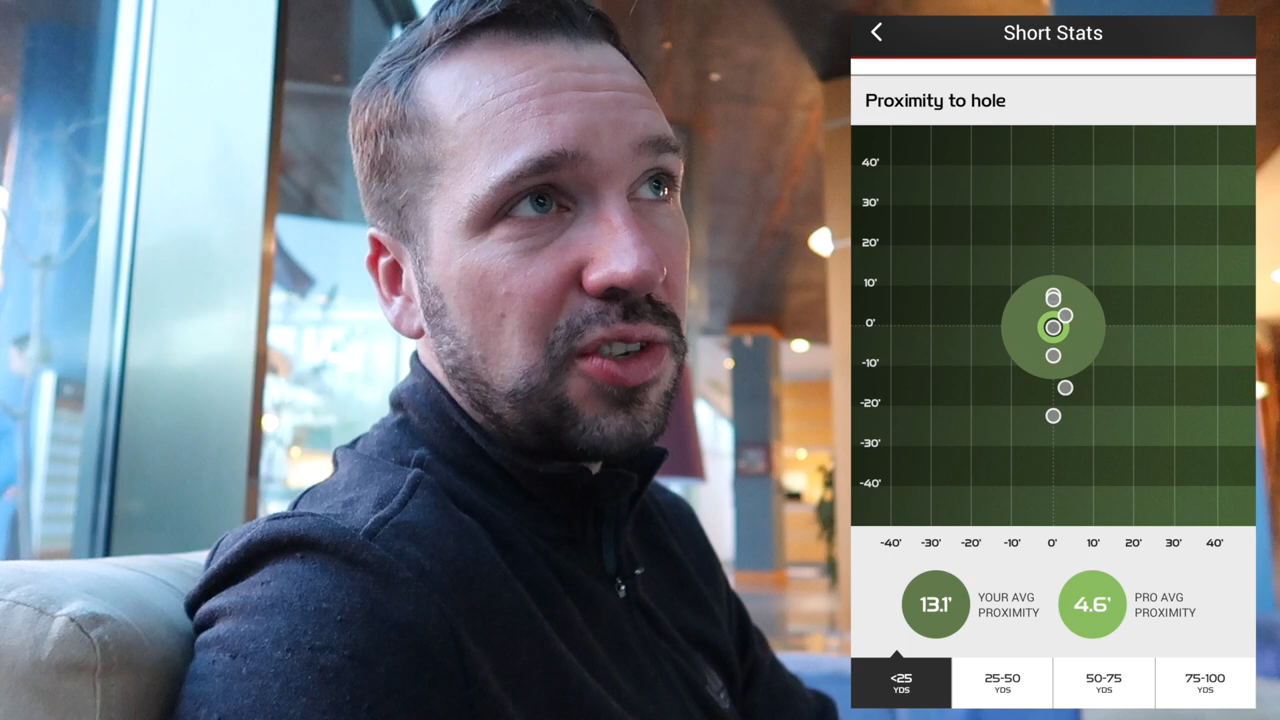 Short Stats
Proximity to hole
40'
30'
20'
10'
0'
-10'
-20'
-30'
-40'
-40' -30' -20' -10' 0' 10' 20' 30' 40'
13.1' YOUR AVG PROXIMITY
4.6' PRO AVG PROXIMITY
<25 YDS
25-50 YDS
50-75 YDS
75-100 YDS